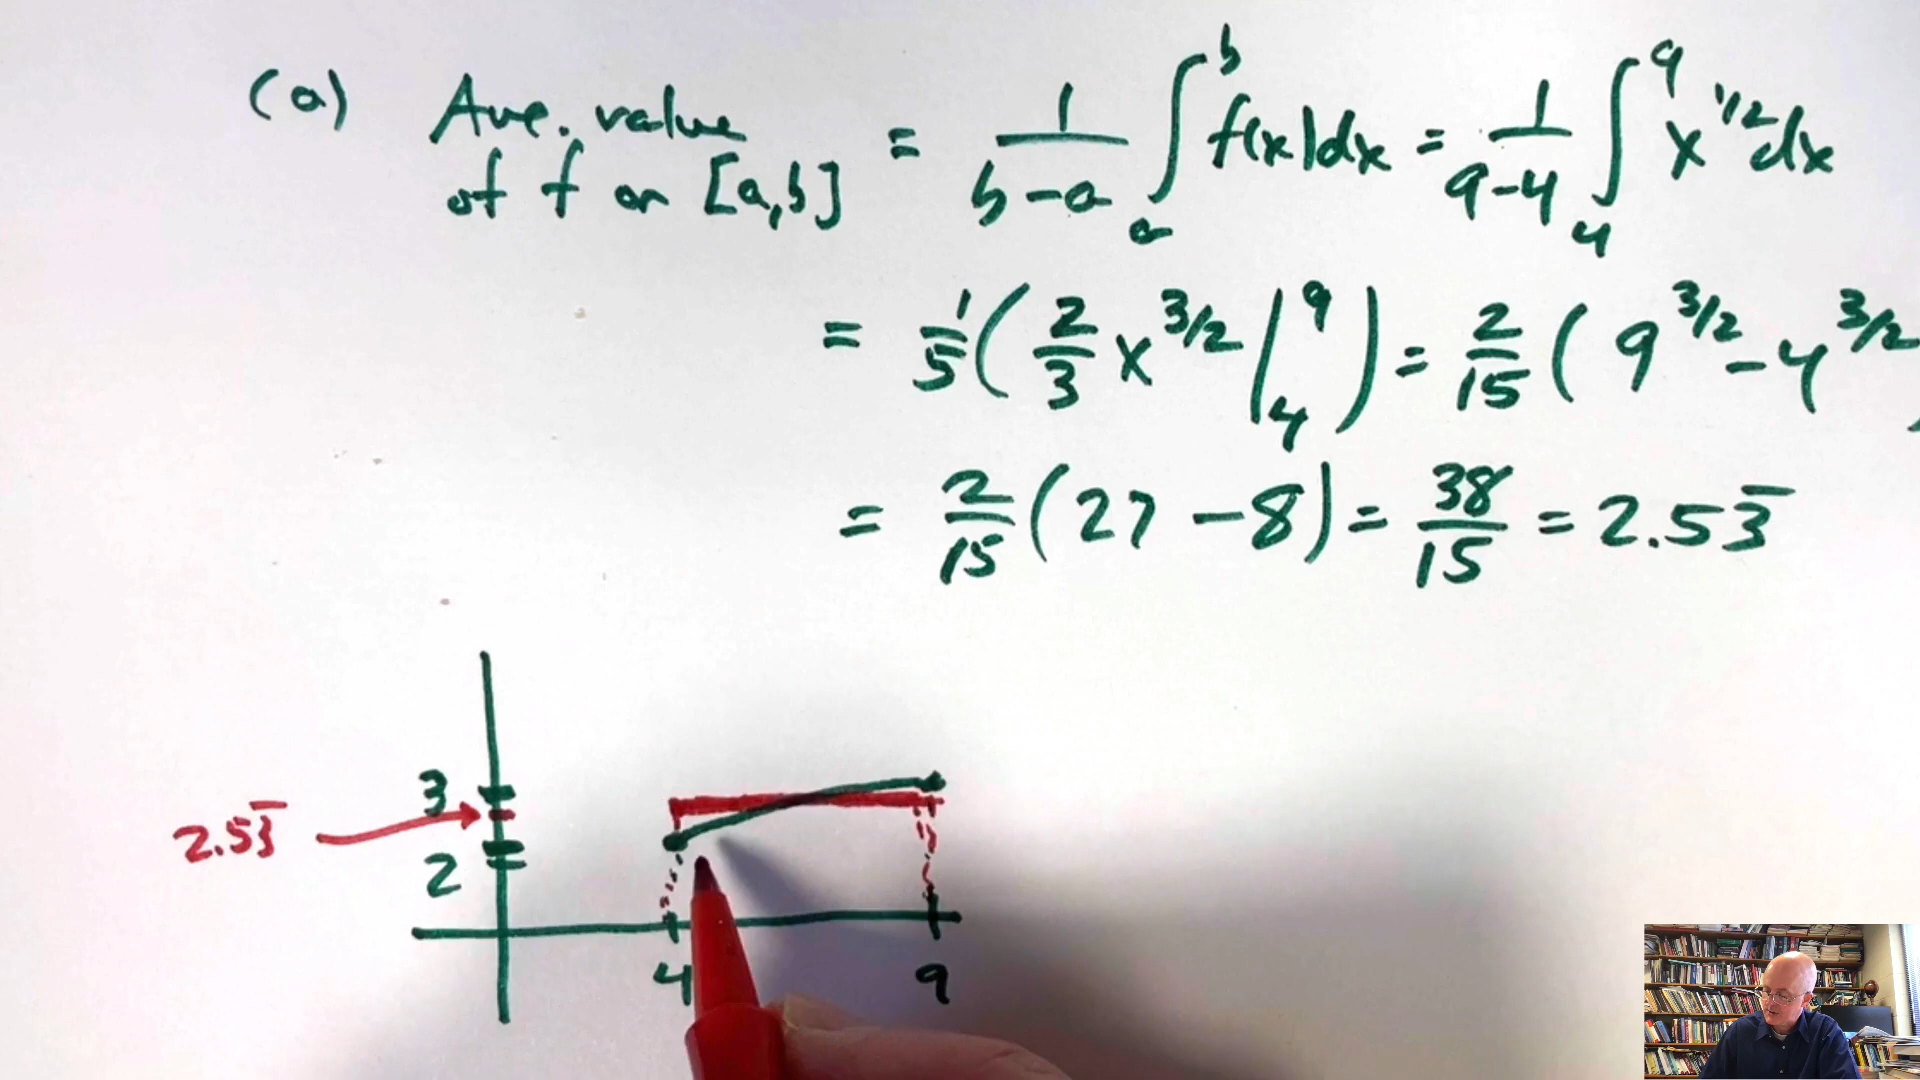 (a) Ave. value of f on [a,b] = 1/(b-a) ∫_a^b f(x)dx = 1/(9-4) ∫_4^9 x^{1/2} dx
= 1/5 ( 2/3 x^{3/2} |_4^9 ) = 2/15 ( 9^{3/2} - 4^{3/2} )
= 2/15 (27 - 8) = 38/15 = 2.53̅
3
2.53̅
2
4 9